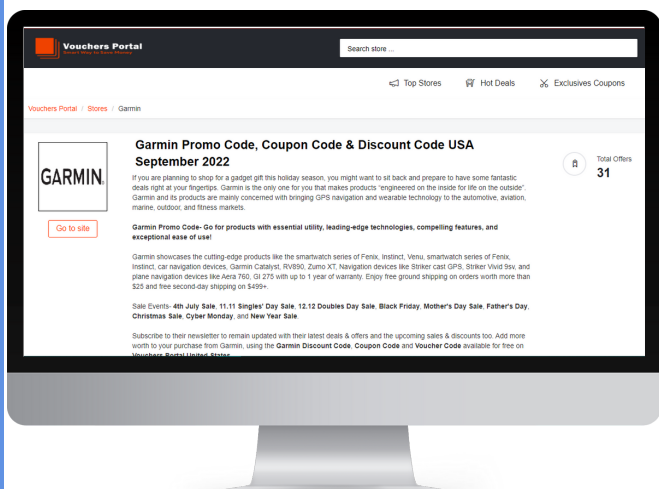 Vouchers Portal
Smart Way to Save Money
Search store ...
Top Stores
Hot Deals
Exclusives Coupons
Vouchers Portal / Stores / Garmin
GARMIN.
Go to site
Garmin Promo Code, Coupon Code & Discount Code USA
September 2022
If you are planning to shop for a gadget gift this holiday season, you might want to sit back and prepare to have some fantastic
deals right at your fingertips. Garmin is the only one for you that makes products “engineered on the inside for life on the outside”.
Garmin and its products are mainly concerned with bringing GPS navigation and wearable technology to the automotive, aviation,
marine, outdoor, and fitness markets.
Garmin Promo Code- Go for products with essential utility, leading-edge technologies, compelling features, and
exceptional ease of use!
Garmin showcases the cutting-edge products like the smartwatch series of Fenix, Instinct, Venu, smartwatch series of Fenix,
Instinct, car navigation devices, Garmin Catalyst, RV890, Zumo XT, Navigation devices like Striker cast GPS, Striker Vivid 9sv, and
plane navigation devices like Aera 760, GI 275 with up to 1 year of warranty. Enjoy free ground shipping on orders worth more than
$25 and free second-day shipping on $499+.
Sale Events- 4th July Sale, 11.11 Singles' Day Sale, 12.12 Doubles Day Sale, Black Friday, Mother's Day Sale, Father's Day,
Christmas Sale, Cyber Monday, and New Year Sale.
Subscribe to their newsletter to remain updated with their latest deals & offers and the upcoming sales & discounts too. Add more
worth to your purchase from Garmin, using the Garmin Discount Code, Coupon Code and Voucher Code available for free on
Vouchers Portal United States.
Total Offers
31